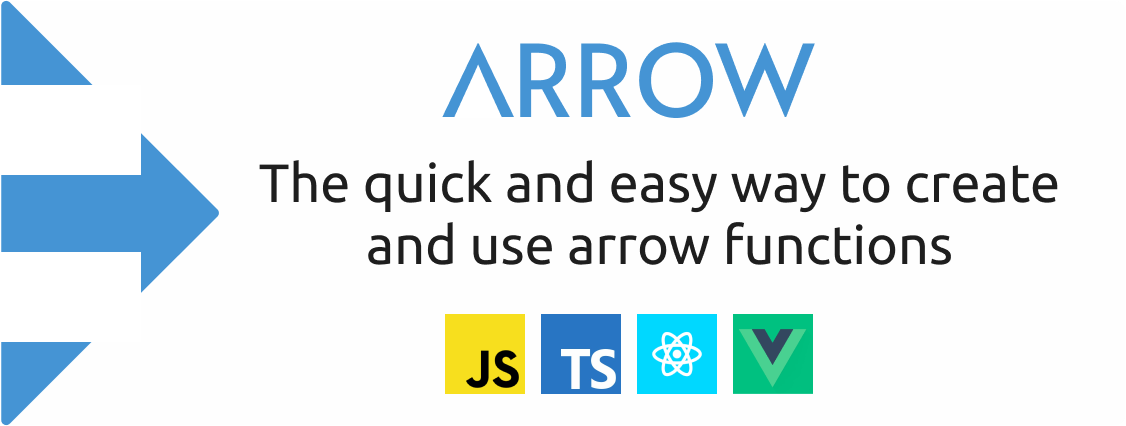 ARROW
The quick and easy way to create
and use arrow functions
JS TS